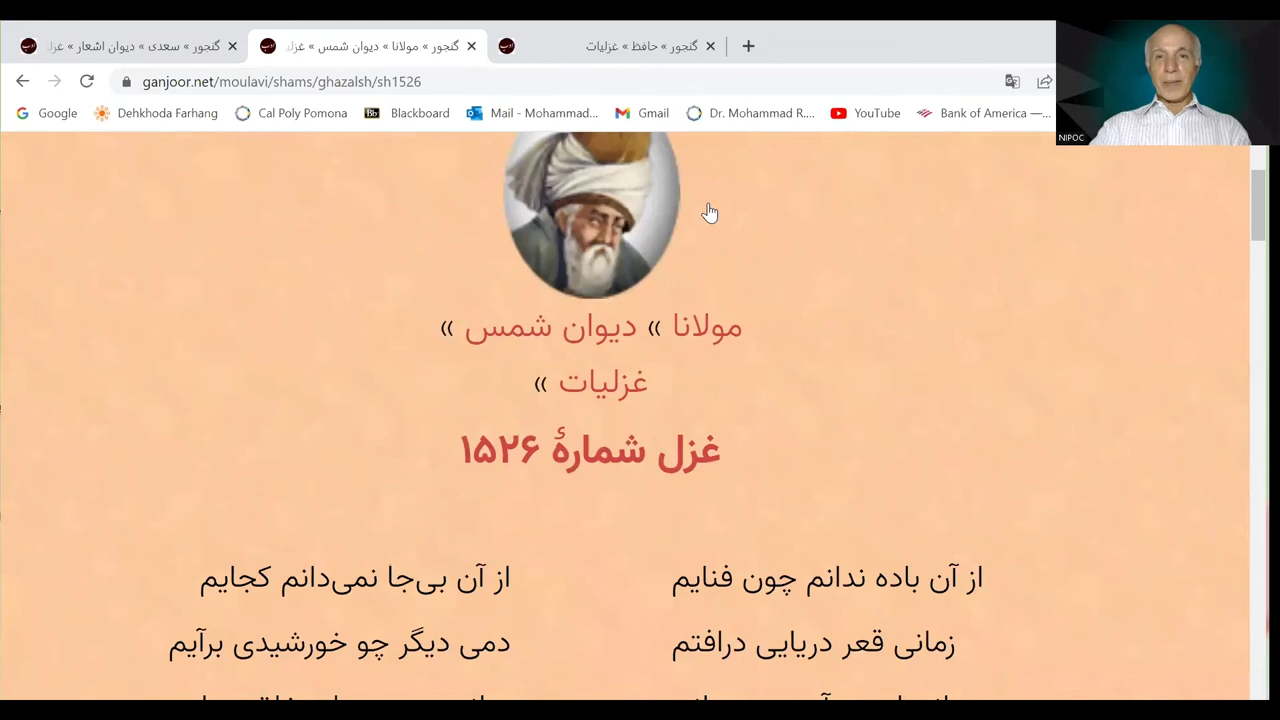 گنجور » سعدی » دیوان اشعار » غزل
گنجور » مولانا » دیوان شمس » غزل
گنجور » حافظ » غزلیات
ganjoor.net/moulavi/shams/ghazalsh/sh1526
Google Dehkhoda Farhang Cal Poly Pomona Bb Blackboard Mail - Mohammad... Gmail Dr. Mohammad R.... YouTube Bank of America —...
NIPOC
مولانا » دیوان شمس »
غزلیات »
غزل شمارهٔ ۱۵۲۶
از آن باده ندانم چون فنایم از آن بی‌جا نمی‌دانم کجایم
زمانی قعر دریایی درافتم دمی دیگر چو خورشیدی برآیم